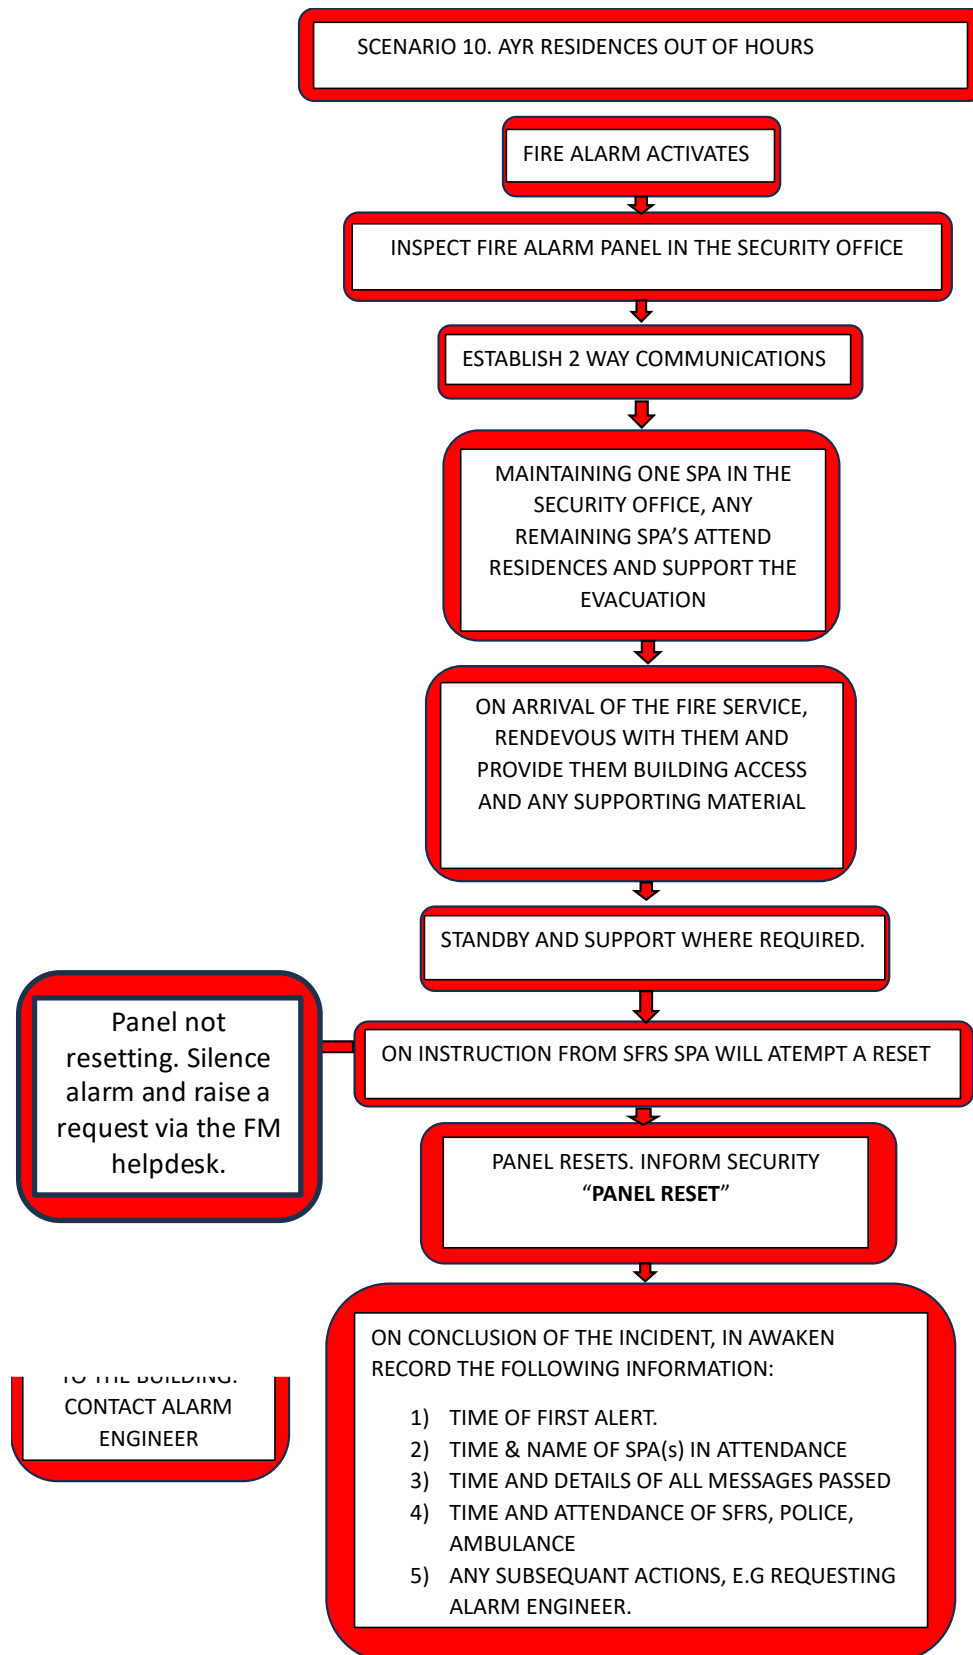 SCENARIO 10. AYR RESIDENCES OUT OF HOURS
FIRE ALARM ACTIVATES
INSPECT FIRE ALARM PANEL IN THE SECURITY OFFICE
ESTABLISH 2 WAY COMMUNICATIONS
MAINTAINING ONE SPA IN THE
SECURITY OFFICE, ANY
REMAINING SPA’S ATTEND
RESIDENCES AND SUPPORT THE
EVACUATION
ON ARRIVAL OF THE FIRE SERVICE,
RENDEVOUS WITH THEM AND
PROVIDE THEM BUILDING ACCESS
AND ANY SUPPORTING MATERIAL
STANDBY AND SUPPORT WHERE REQUIRED.
Panel not
resetting. Silence
alarm and raise a
request via the FM
helpdesk.
ON INSTRUCTION FROM SFRS SPA WILL ATEMPT A RESET
PANEL RESETS. INFORM SECURITY
“PANEL RESET”
ON CONCLUSION OF THE INCIDENT, IN AWAKEN
RECORD THE FOLLOWING INFORMATION:
1) TIME OF FIRST ALERT.
2) TIME & NAME OF SPA(s) IN ATTENDANCE
3) TIME AND DETAILS OF ALL MESSAGES PASSED
4) TIME AND ATTENDANCE OF SFRS, POLICE,
AMBULANCE
5) ANY SUBSEQUANT ACTIONS, E.G REQUESTING
ALARM ENGINEER.
TO THE BUILDING.
CONTACT ALARM
ENGINEER